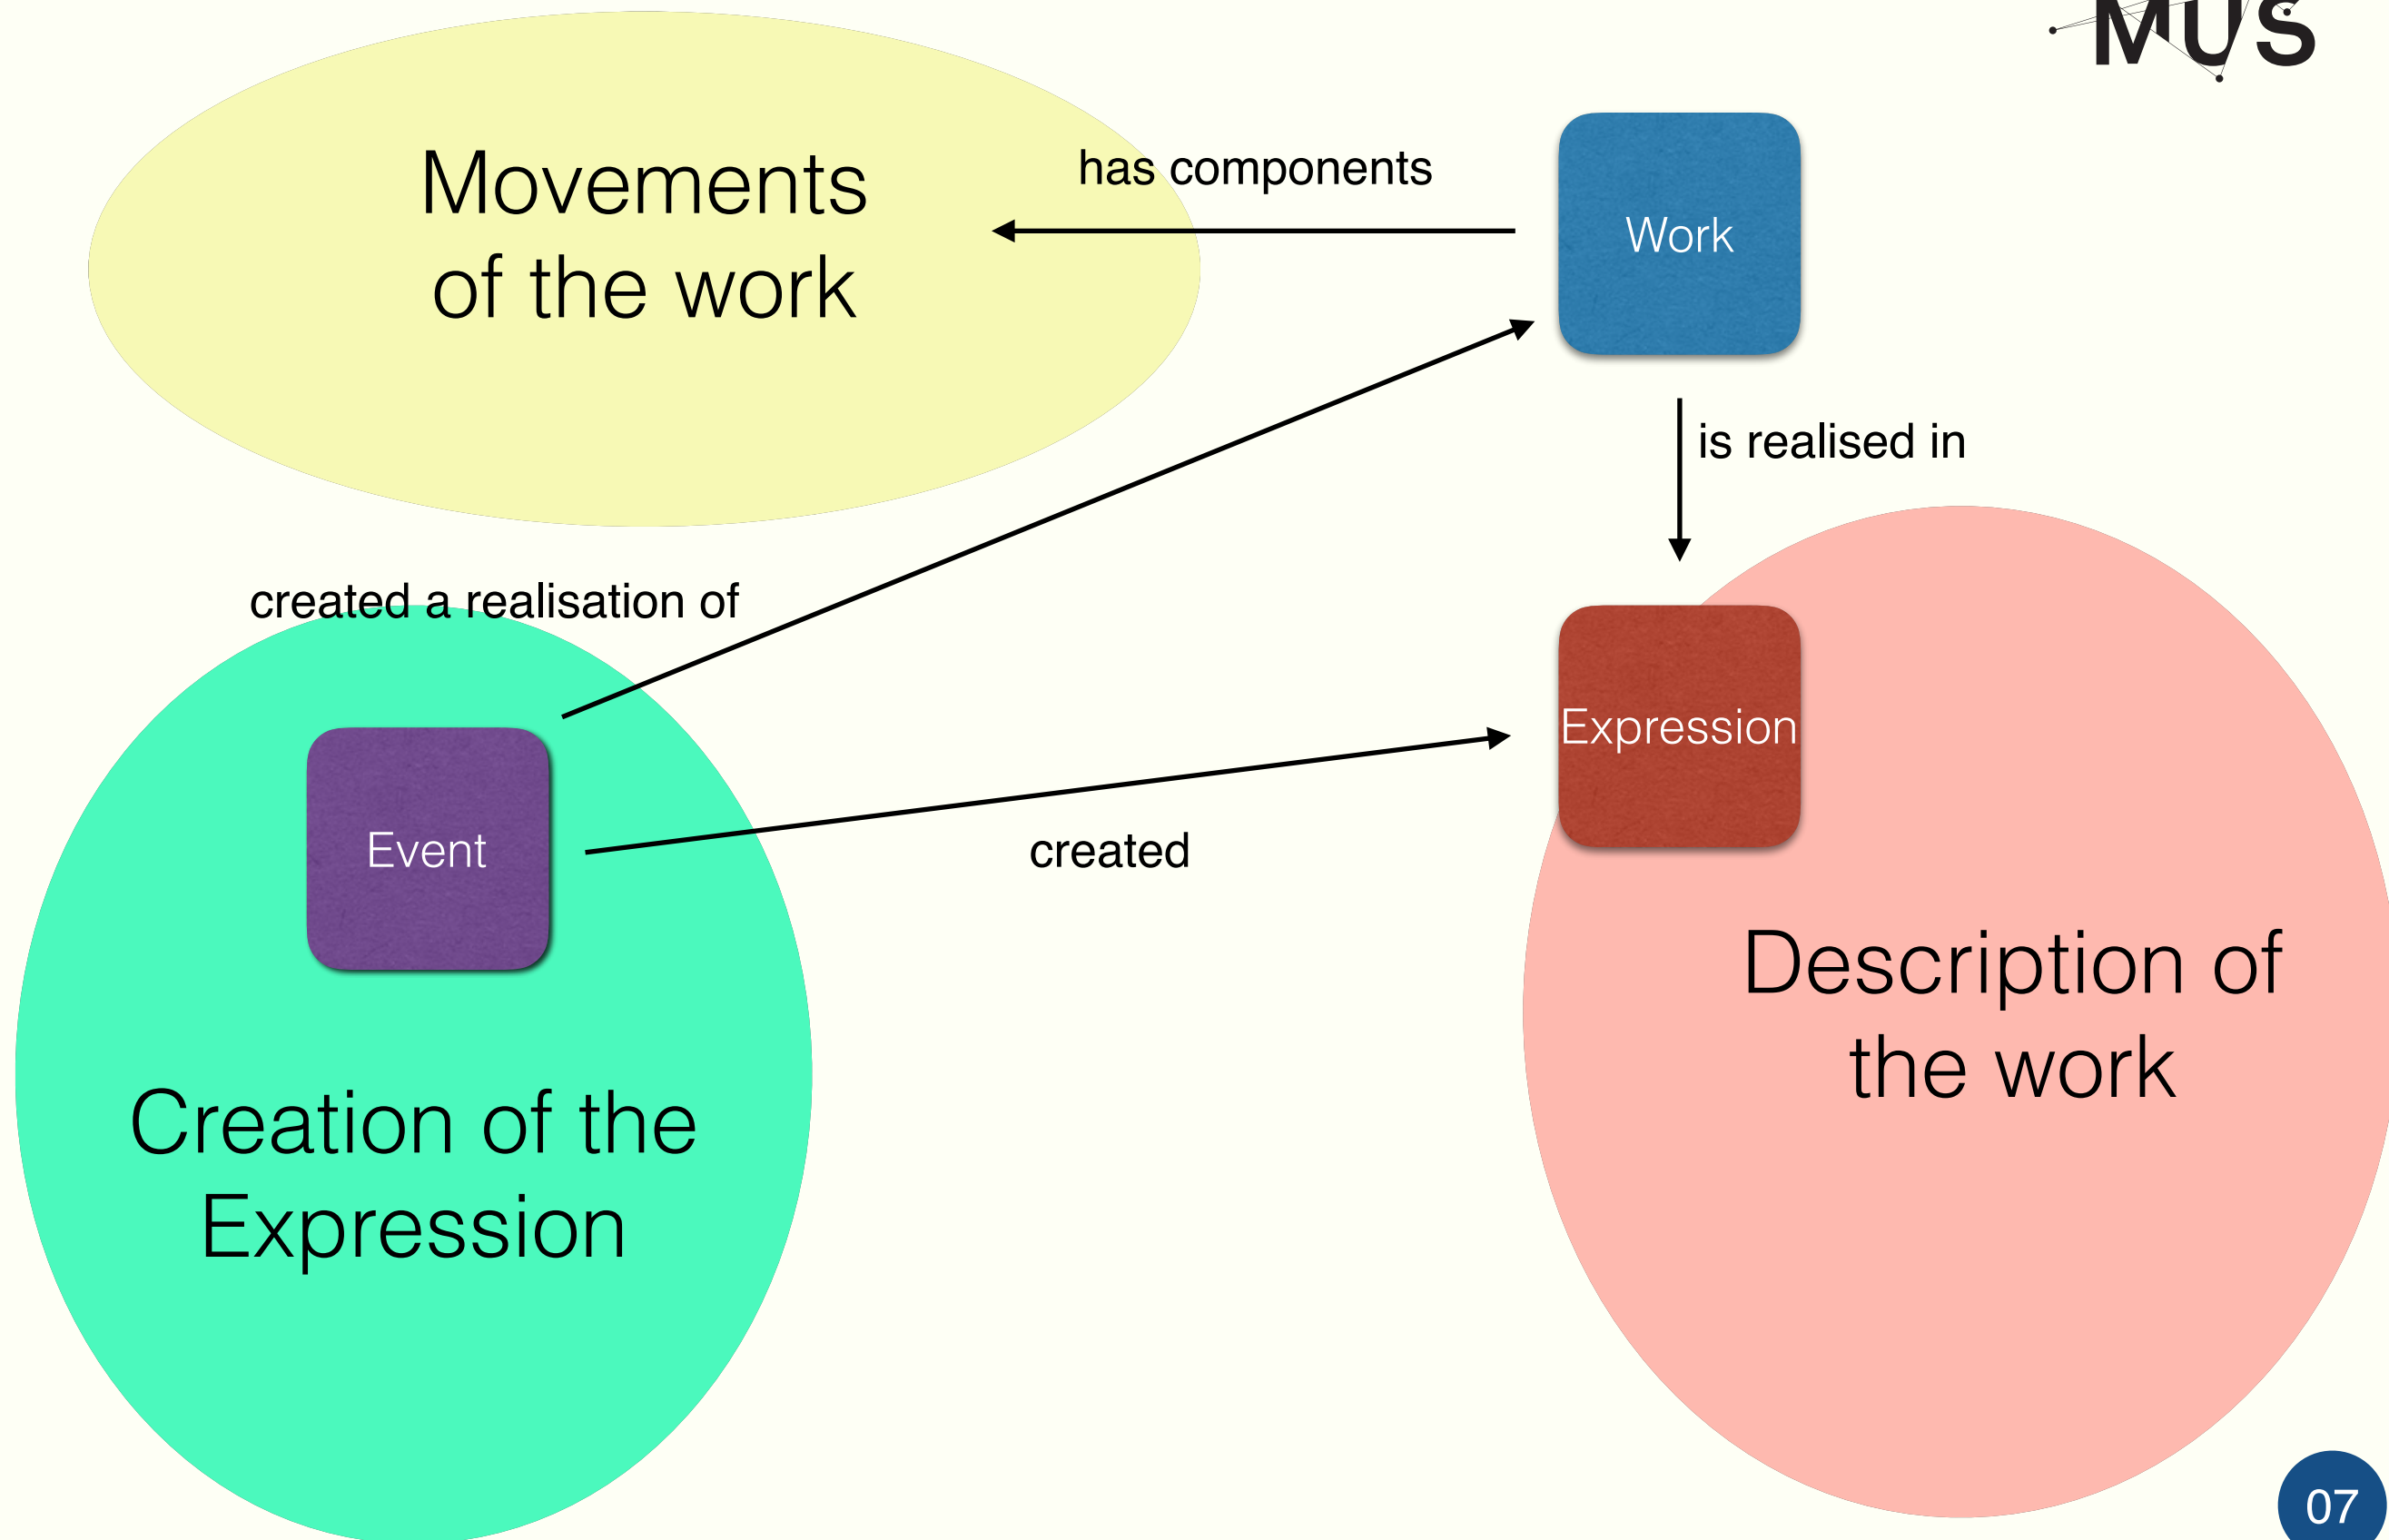 MUS
Movements
of the work
has components
Work
is realised in
created a realisation of
Event
created
Expression
Creation of the
Expression
Description of
the work
07